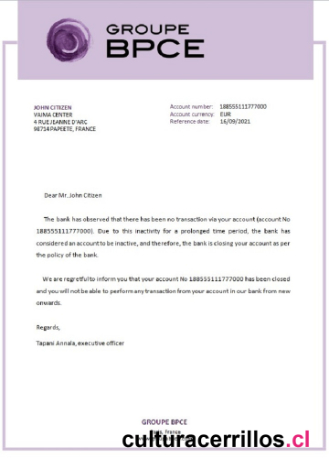 GROUPE
BPCE
JOHN CITIZEN
VAIMA CENTER
4 RUE JEANNE D'ARC
98714 PAPEETE, FRANCE
Account number: 188555111777000
Account currency: EUR
Reference date: 16/09/2021
Dear Mr. John Citizen
The bank has observed that there has been no transaction via your account (account No
188555111777000). Due to this inactivity for a prolonged time period, the bank has
considered an account to be inactive, and therefore, the bank is closing your account as per
the policy of the bank.
We are regretful to inform you that your account No 188555111777000 has been closed
and you will not be able to perform any transaction from your account in our bank from now
onwards.
Regards,
Tapani Annala, executive officer
GROUPE BPCE
France
culturacerrillos.cl